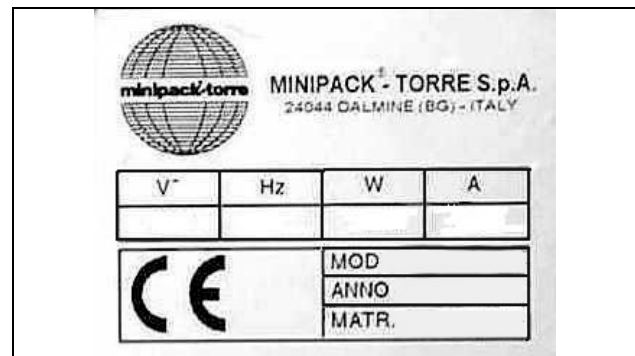 minipack-torre
MINIPACK® - TORRE S.p.A.
24044 DALMINE (BG) - ITALY
V~ Hz W A
CE
MOD
ANNO
MATR.